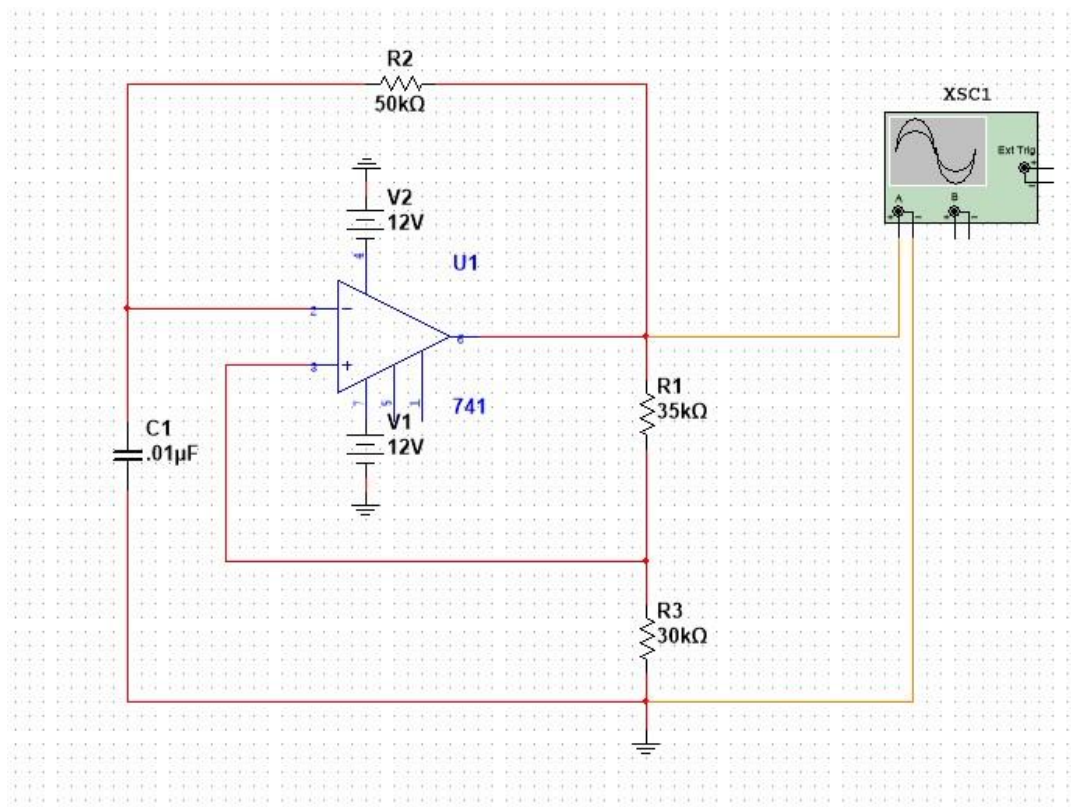 R2
50kΩ
XSC1
Ext Trig
+
−
A
B
+
−
+
−
V2
12V
4
U1
2
−
6
3
+
7
5
1
741
V1
12V
R1
35kΩ
C1
.01µF
R3
30kΩ